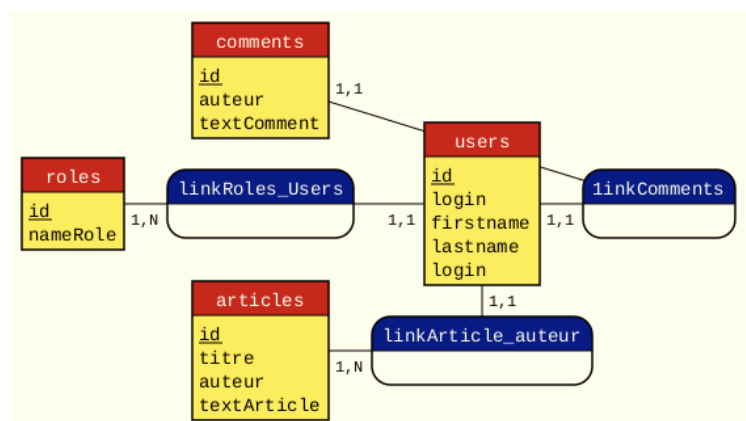 comments
id
auteur
textComment
1,1
users
id
login
firstname
lastname
login
roles
id
nameRole
1,N
linkRoles_Users
1,1
1,1
1inkComments
1,1
articles
id
titre
auteur
textArticle
1,N
linkArticle_auteur